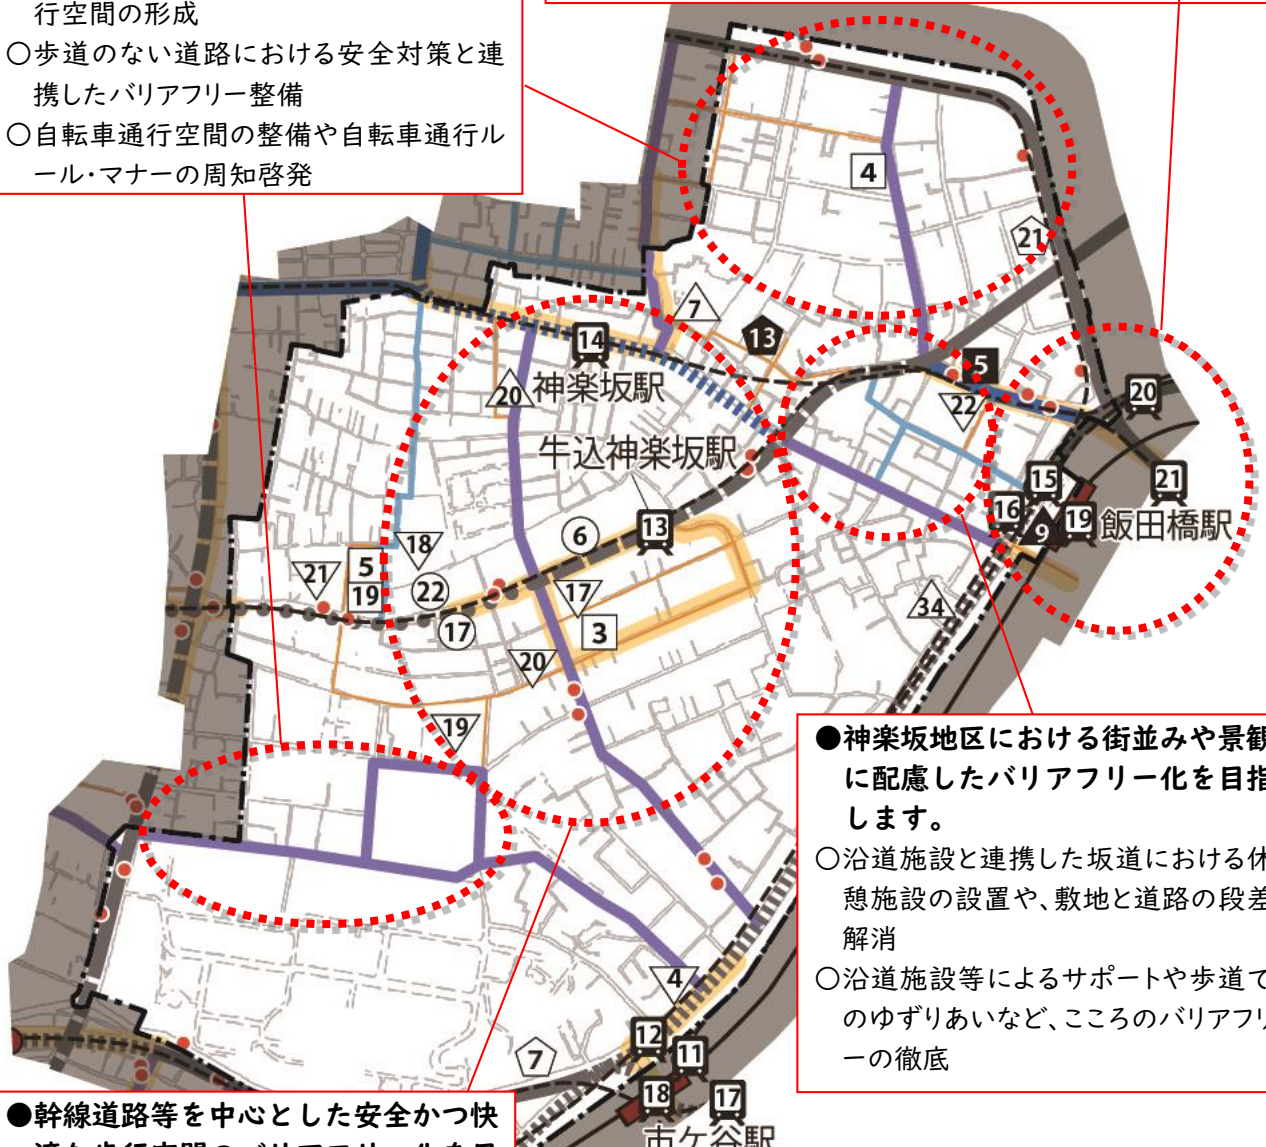 行空間の形成
○歩道のない道路における安全対策と連
携したバリアフリー整備
○自転車通行空間の整備や自転車通行ル
ール・マナーの周知啓発
4
21
7
13
14
神楽坂駅
20
5
22
20
牛込神楽坂駅
15
21
16
9
19
飯田橋駅
13
6
18
5
19
21
22
17
17
3
34
20
19
●神楽坂地区における街並みや景観
に配慮したバリアフリー化を目指
します。
○沿道施設と連携した坂道における休
憩施設の設置や、敷地と道路の段差
解消
○沿道施設等によるサポートや歩道で
のゆずりあいなど、こころのバリアフリ
ーの徹底
4
12
11
7
18
17
市ケ谷駅
●幹線道路等を中心とした安全かつ快